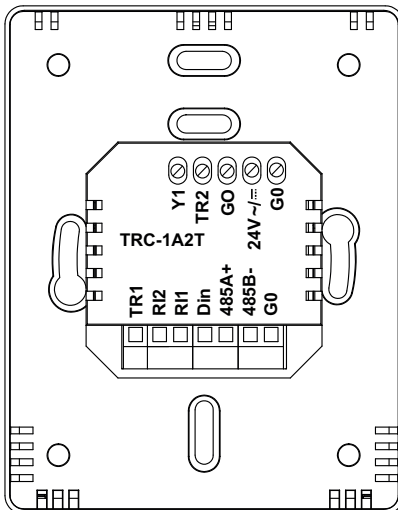 Y1
TR2
GO
24V ~/⎓
G0
TRC-1A2T
TR1
RI2
RI1
Din
485A+
485B-
G0